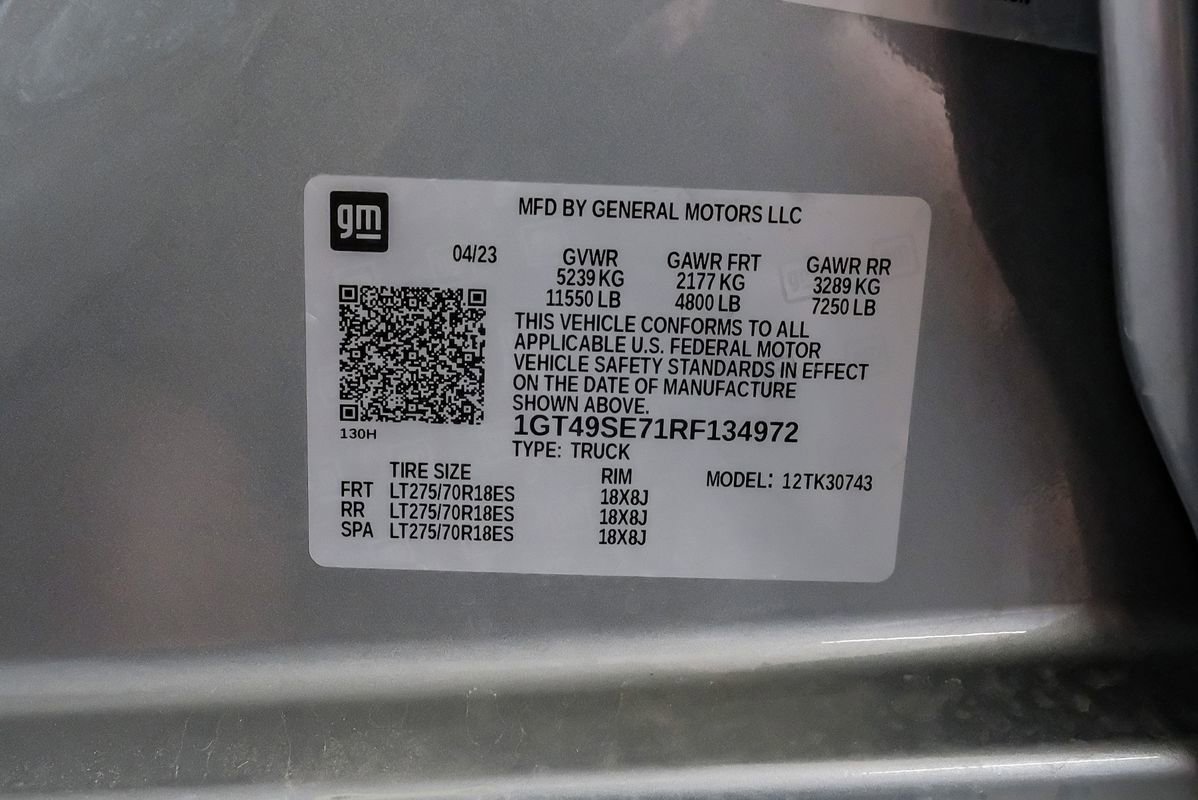 gm
MFD BY GENERAL MOTORS LLC
04/23
GVWR GAWR FRT GAWR RR
5239 KG 2177 KG 3289 KG
11550 LB 4800 LB 7250 LB
THIS VEHICLE CONFORMS TO ALL
APPLICABLE U.S. FEDERAL MOTOR
VEHICLE SAFETY STANDARDS IN EFFECT
ON THE DATE OF MANUFACTURE
SHOWN ABOVE.
1GT49SE71RF134972
130H
TYPE: TRUCK
TIRE SIZE RIM MODEL: 12TK30743
FRT LT275/70R18ES 18X8J
RR LT275/70R18ES 18X8J
SPA LT275/70R18ES 18X8J